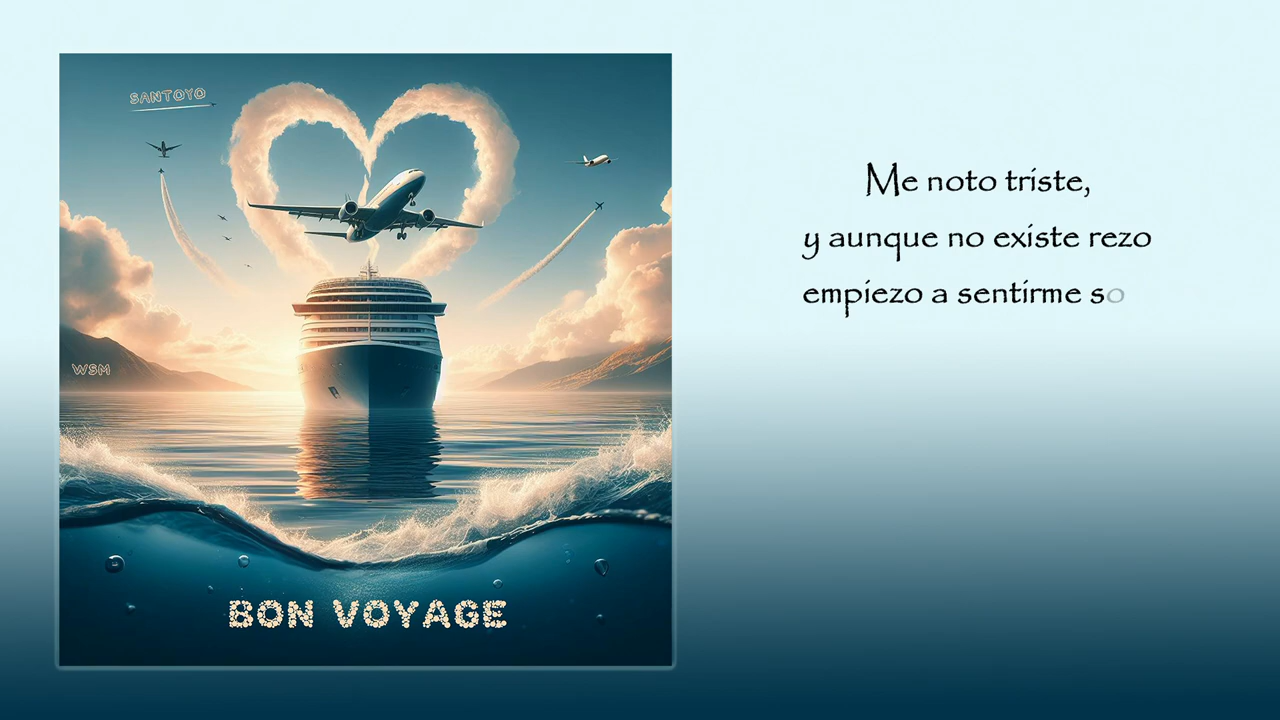 SANTOYO
WSM
BON VOYAGE
Me noto triste,
y aunque no existe rezo
empiezo a sentirme so